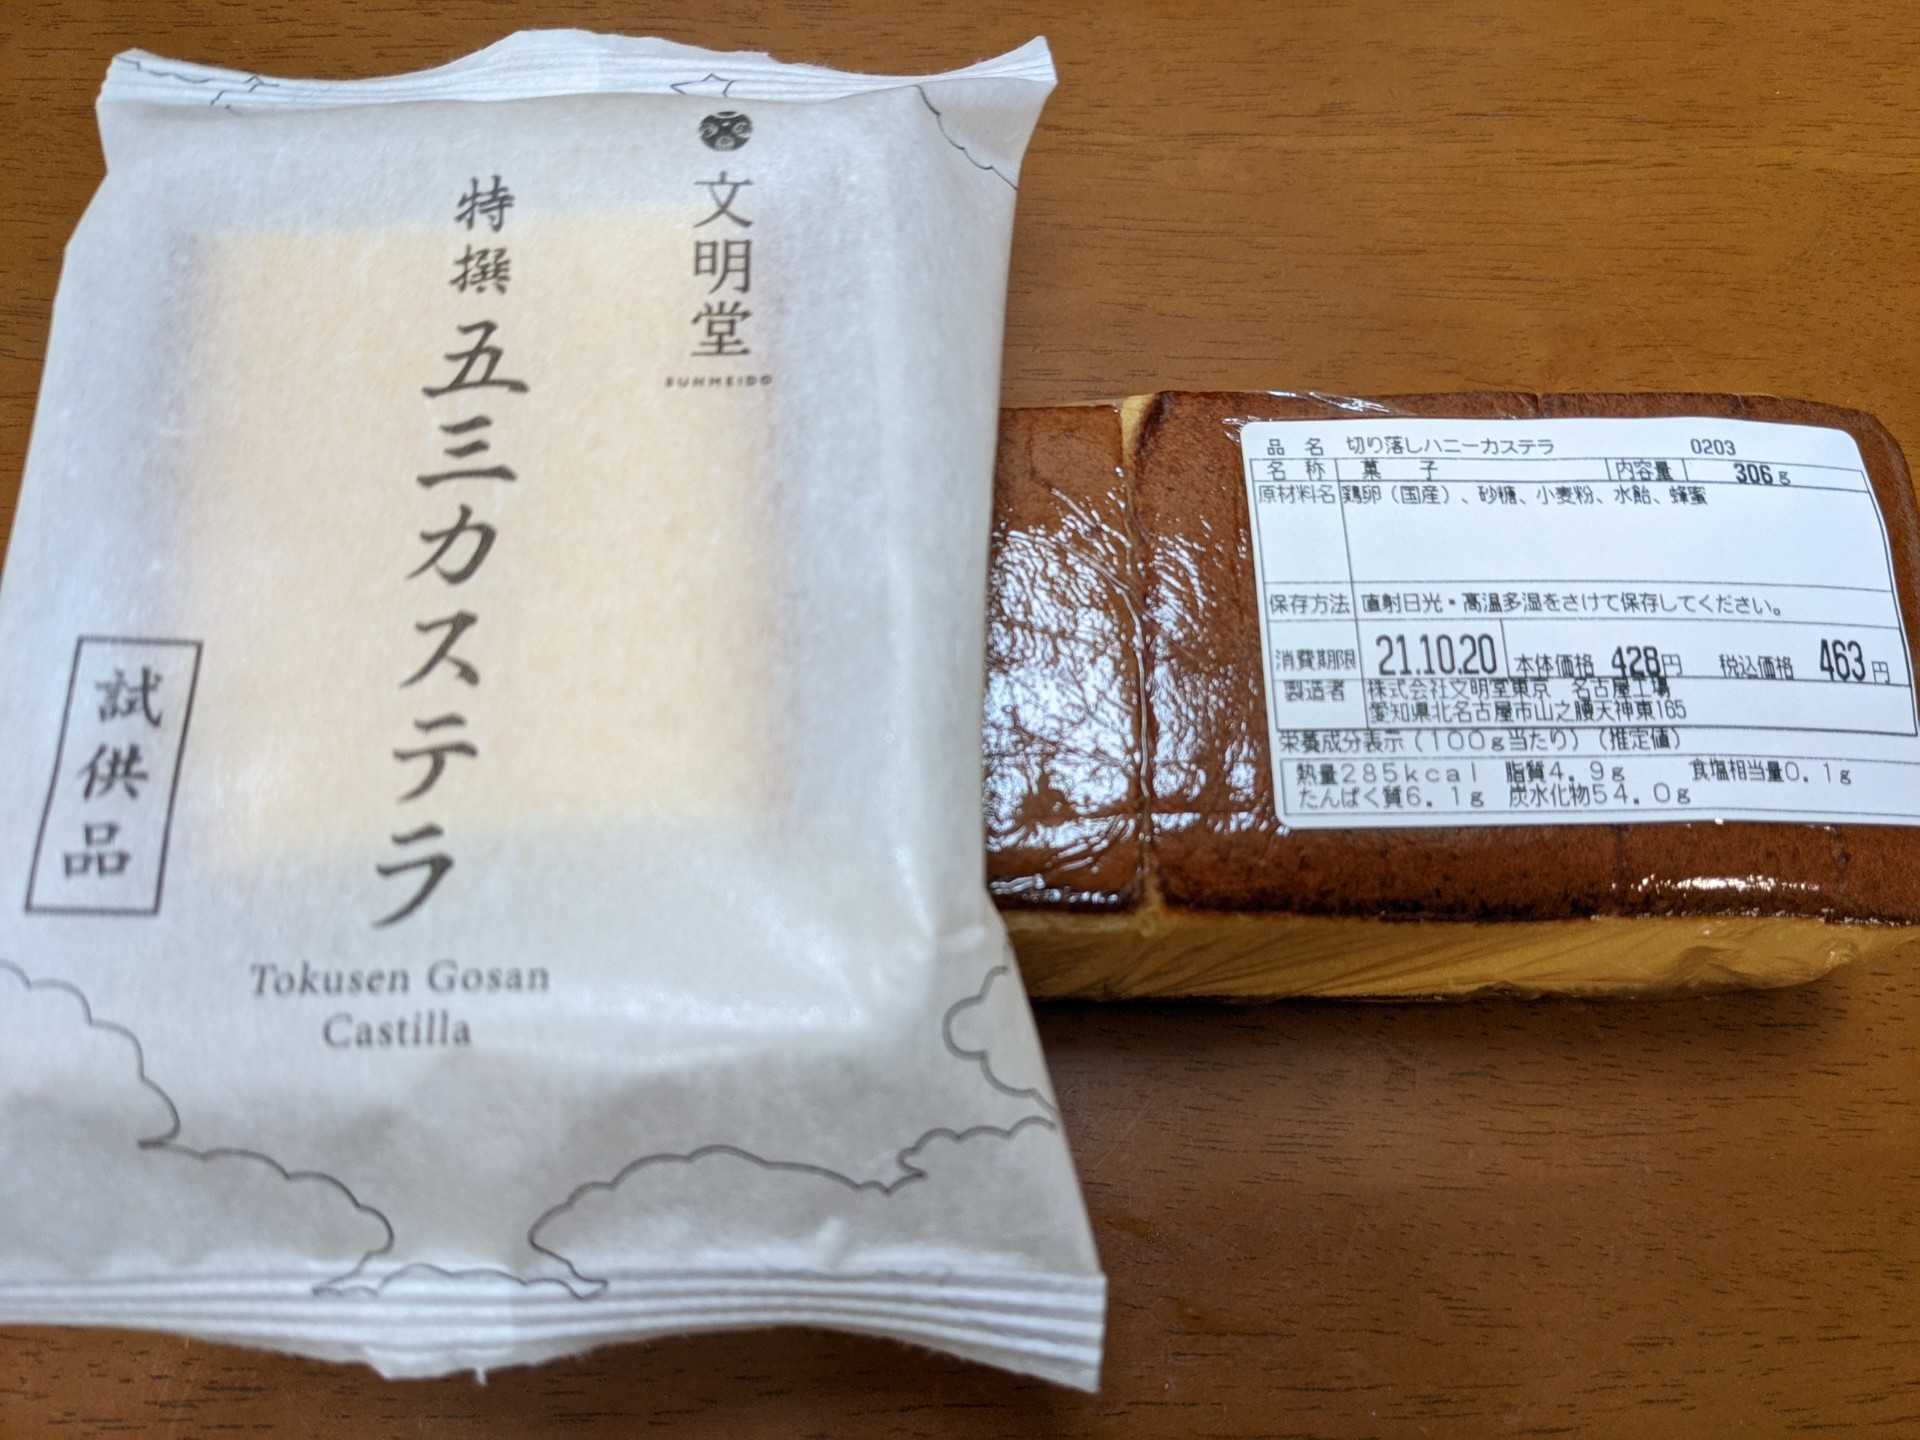 文明堂
BUNMEIDO
特撰 五三カステラ
試供品
Tokusen Gosan
Castilla
品名 切り落しハニーカステラ 0203
名称 菓子 内容量 306g
原材料名 鶏卵（国産）、砂糖、小麦粉、水飴、蜂蜜
保存方法 直射日光・高温多湿をさけて保存してください。
消費期限 21.10.20 本体価格 428円 税込価格 463円
製造者 株式会社文明堂東京 名古屋工場
愛知県北名古屋市山之腰天神東165
栄養成分表示（100g当たり）（推定値）
熱量285kcal 脂質4.9g 食塩相当量0.1g
たんぱく質6.1g 炭水化物54.0g